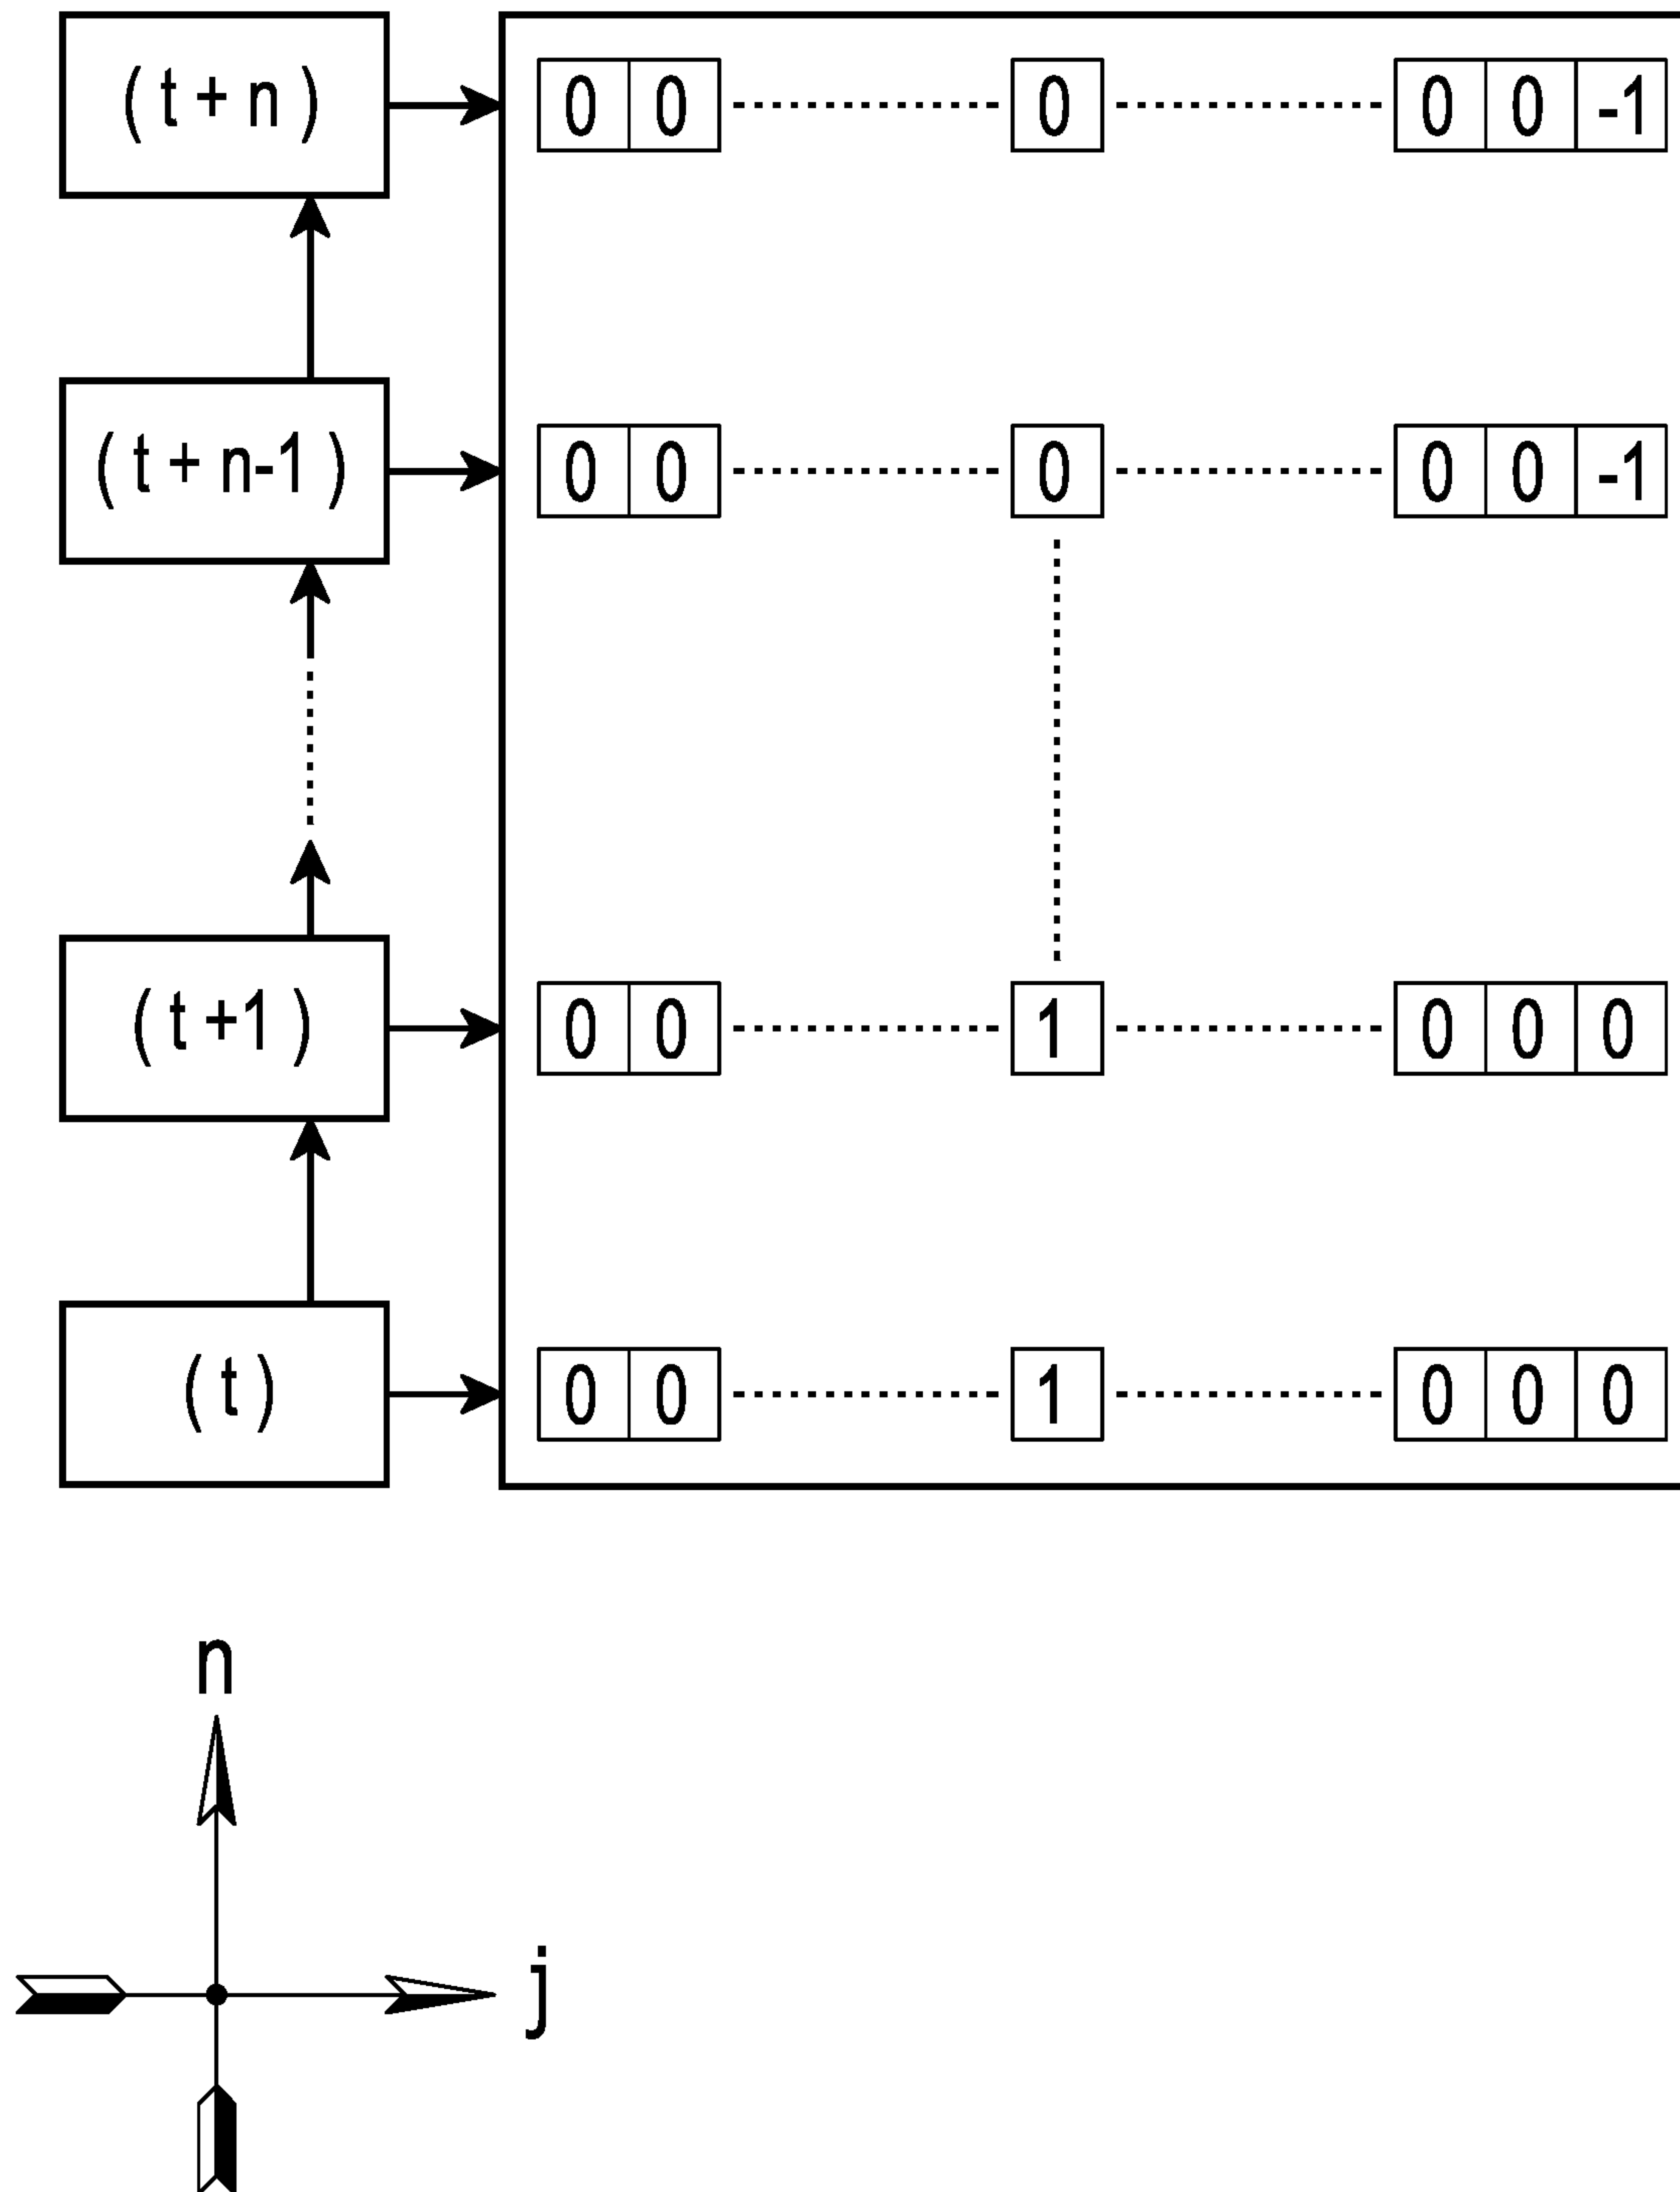 ( t + n ) 0 0 0 0 0 -1
( t + n-1 ) 0 0 0 0 0 -1
( t +1 ) 0 0 1 0 0 0
( t ) 0 0 1 0 0 0
n
j